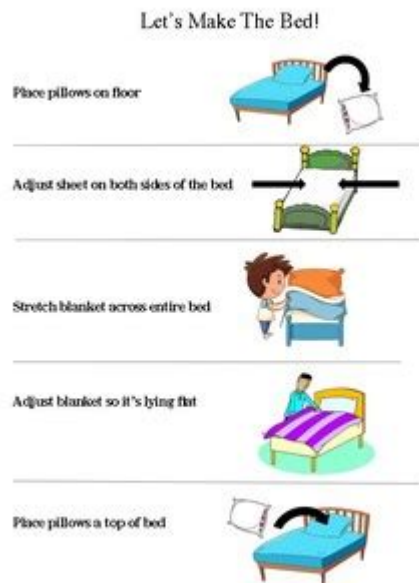 Let's Make The Bed!
Place pillows on floor
Adjust sheet on both sides of the bed
Stretch blanket across entire bed
Adjust blanket so it's lying flat
Place pillows a top of bed